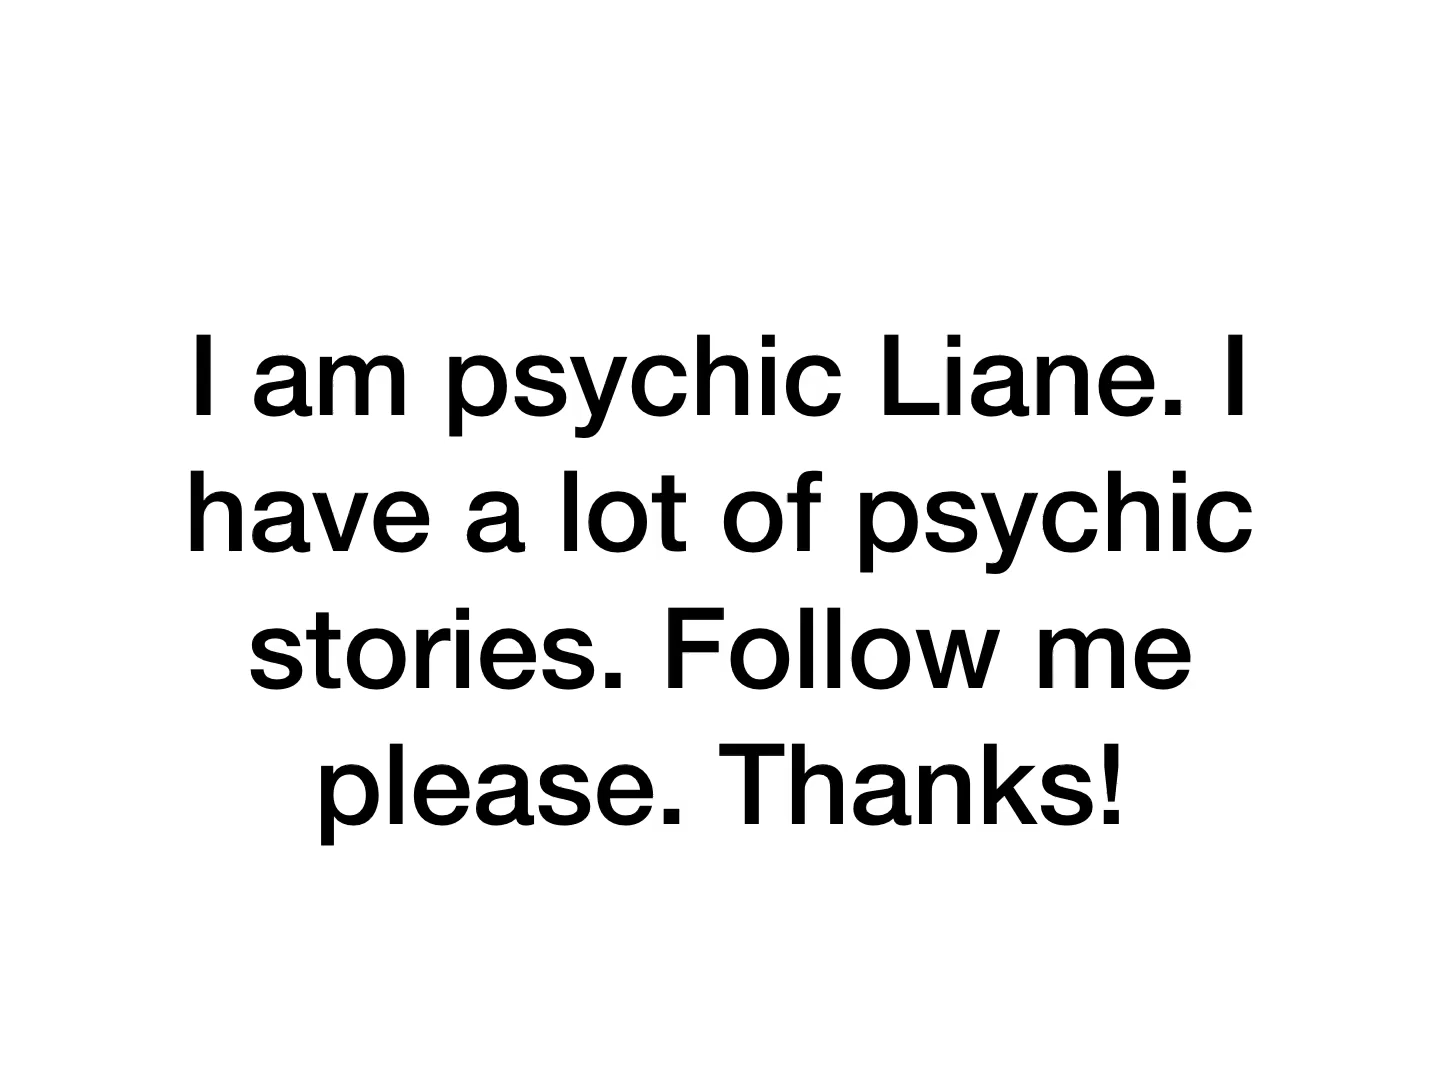 I am psychic Liane. I
have a lot of psychic
stories. Follow me
please. Thanks!